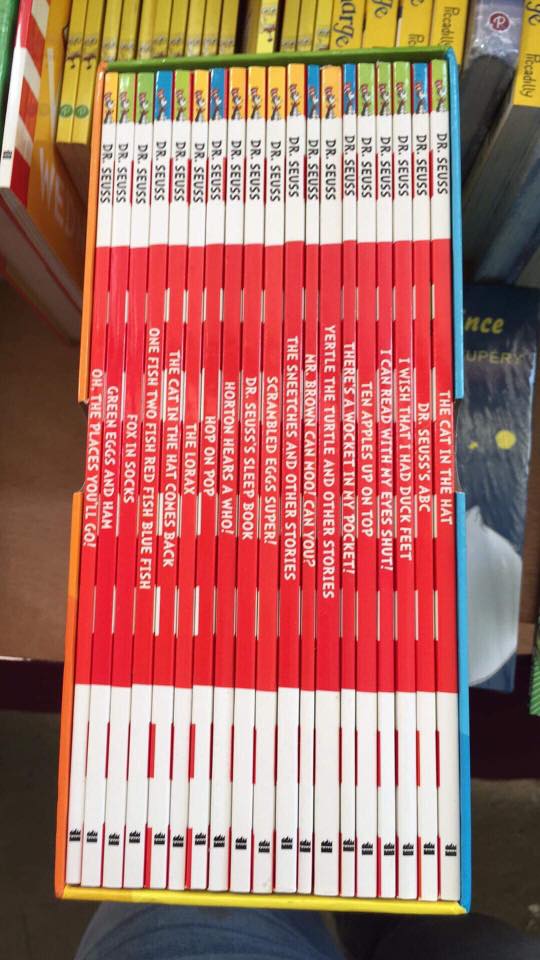 DR. SEUSS OH, THE PLACES YOU'LL GO!
DR. SEUSS GREEN EGGS AND HAM
DR. SEUSS FOX IN SOCKS
DR. SEUSS ONE FISH TWO FISH RED FISH BLUE FISH
DR. SEUSS THE CAT IN THE HAT COMES BACK
DR. SEUSS THE LORAX
DR. SEUSS HOP ON POP
DR. SEUSS HORTON HEARS A WHO!
DR. SEUSS DR. SEUSS'S SLEEP BOOK
DR. SEUSS SCRAMBLED EGGS SUPER!
DR. SEUSS THE SNEETCHES AND OTHER STORIES
DR. SEUSS MR. BROWN CAN MOO! CAN YOU?
DR. SEUSS YERTLE THE TURTLE AND OTHER STORIES
DR. SEUSS THERE'S A WOCKET IN MY POCKET!
DR. SEUSS TEN APPLES UP ON TOP
DR. SEUSS I CAN READ WITH MY EYES SHUT!
DR. SEUSS I WISH THAT I HAD DUCK FEET
DR. SEUSS DR. SEUSS'S ABC
DR. SEUSS THE CAT IN THE HAT
arge
Piccadilly
Piccadilly
nce
UPÉRY